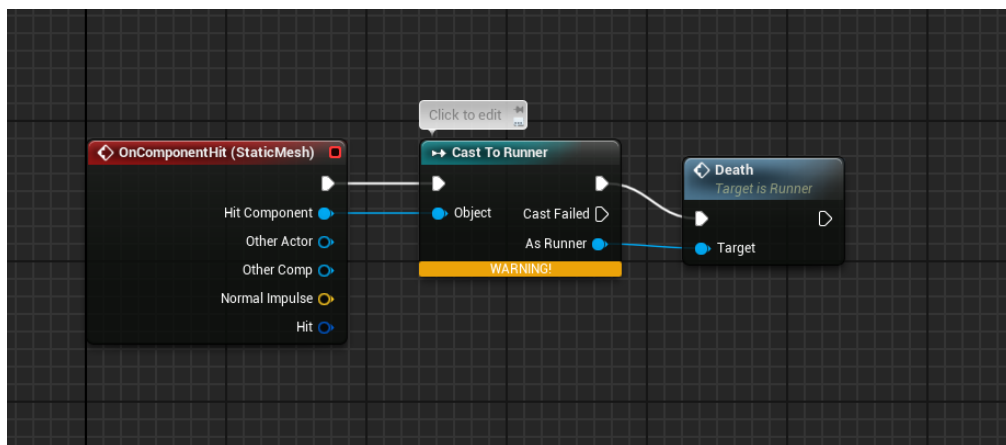 Click to edit
OnComponentHit (StaticMesh)
Hit Component
Other Actor
Other Comp
Normal Impulse
Hit
Cast To Runner
Object
Cast Failed
As Runner
WARNING!
Death
Target is Runner
Target